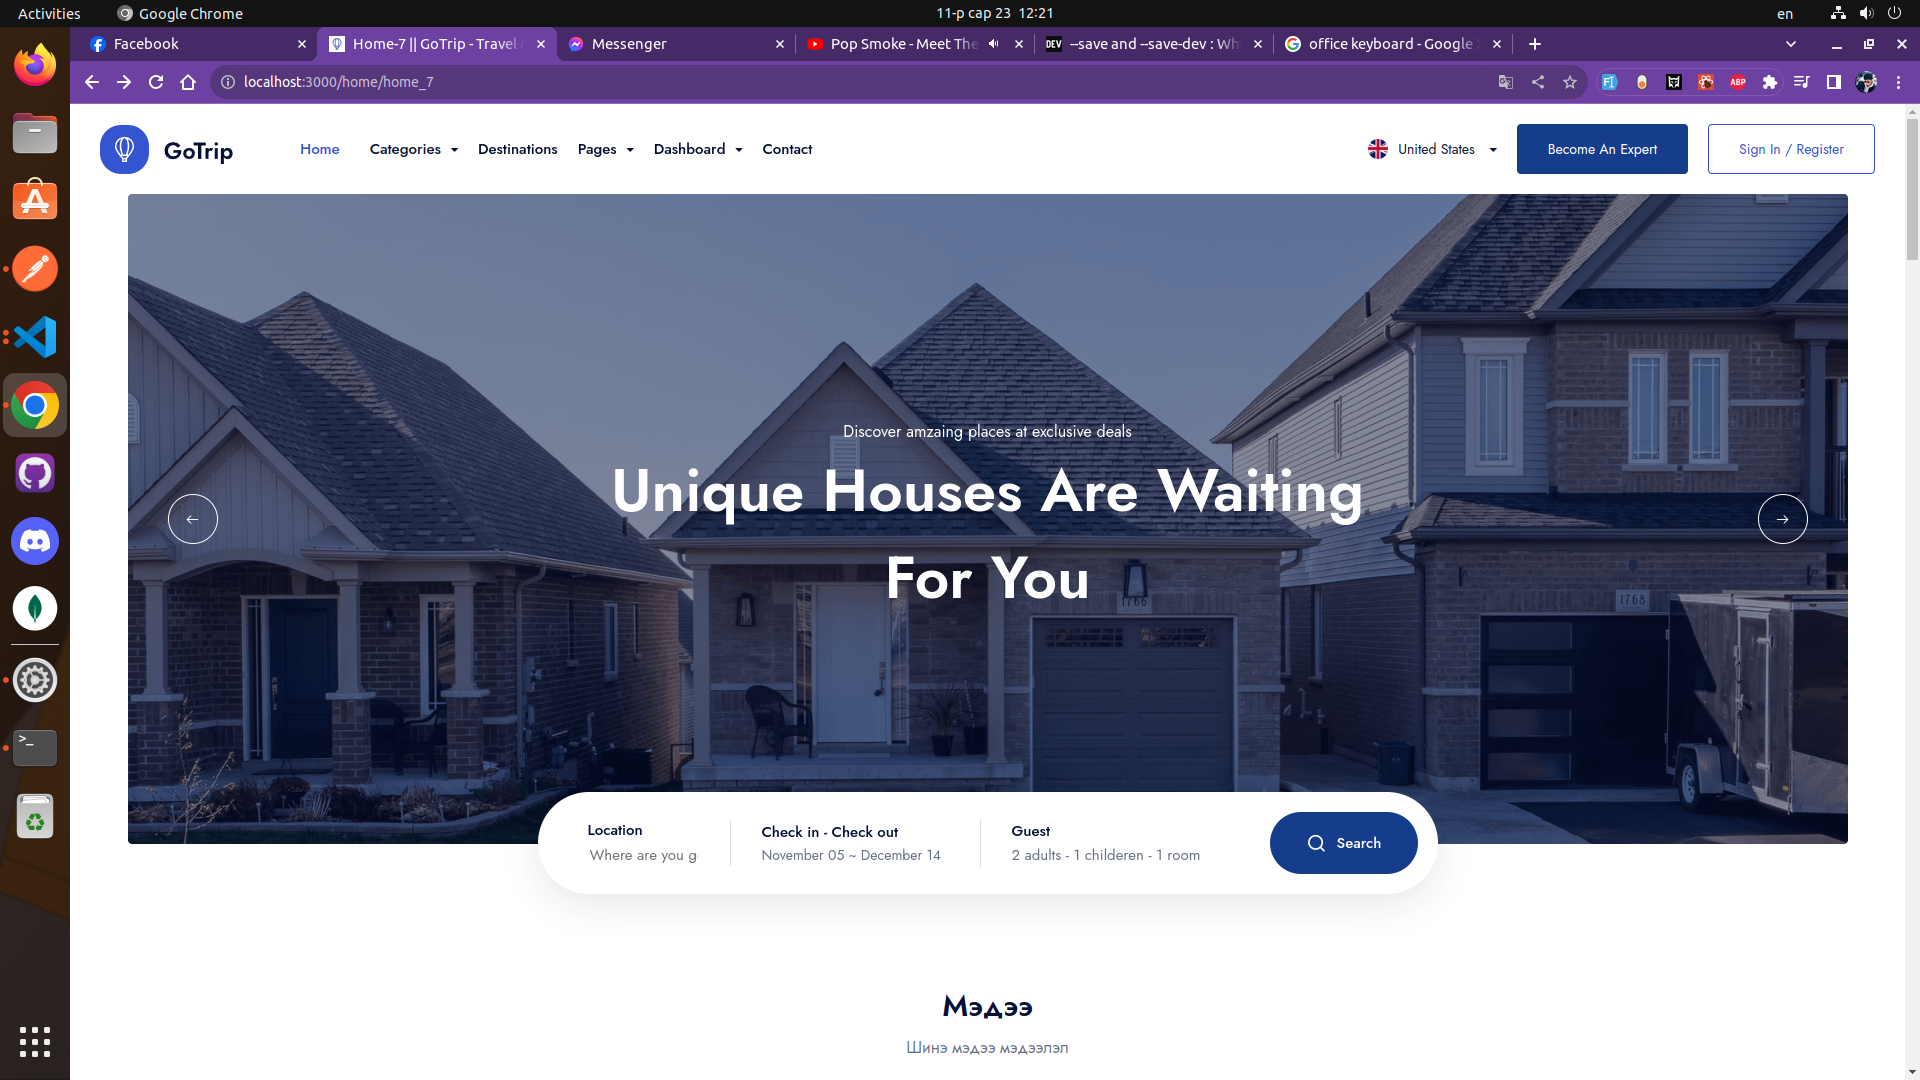 Activities
Google Chrome
11-р сар 23 12:21
en
Facebook
Home-7 || GoTrip - Travel
Messenger
Pop Smoke - Meet The
DEV
--save and --save-dev : Wh
office keyboard - Google
localhost:3000/home/home_7
ABP
GoTrip
Home
Categories
Destinations
Pages
Dashboard
Contact
United States
Become An Expert
Sign In / Register
Discover amzaing places at exclusive deals
Unique Houses Are Waiting
For You
1766
1768
Location
Where are you g
Check in - Check out
November 05 ~ December 14
Guest
2 adults - 1 childeren - 1 room
Search
Мэдээ
Шинэ мэдээ мэдээлэл